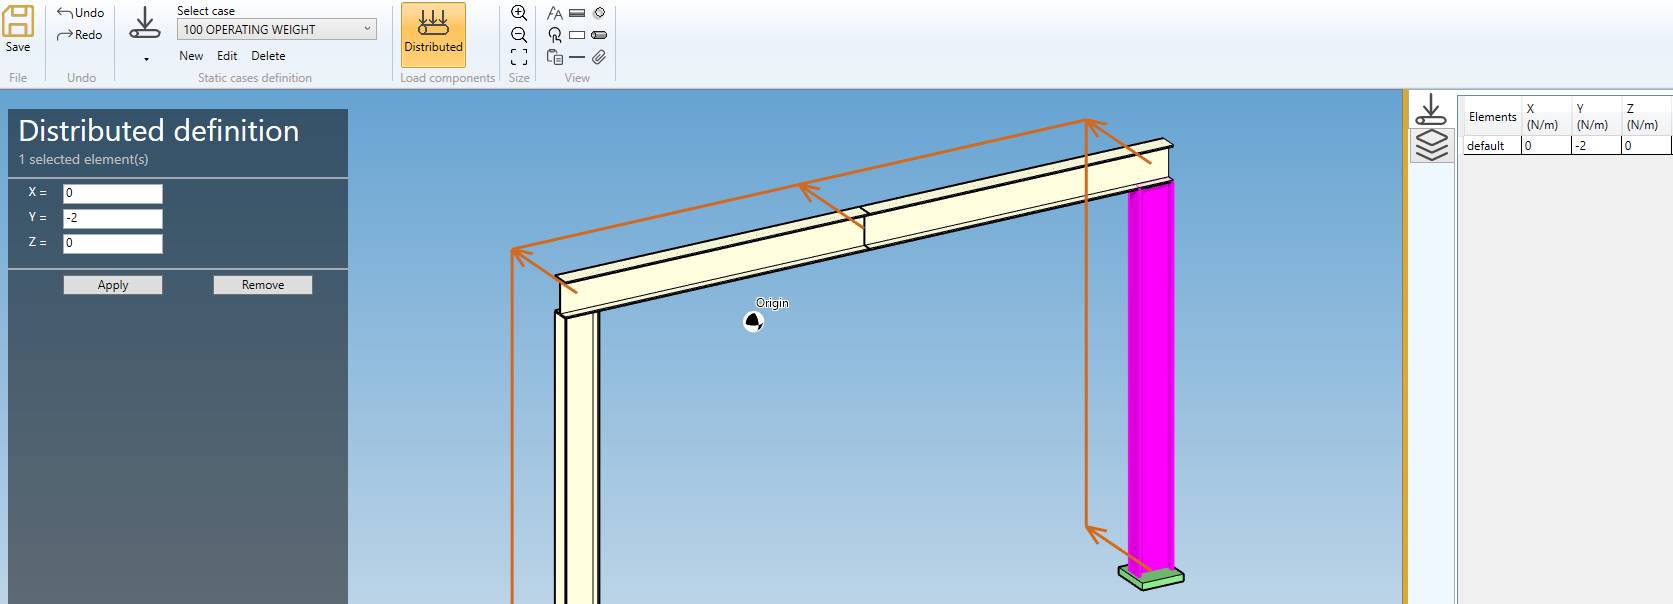 Save
File
Undo
Redo
Undo
Select case
100 OPERATING WEIGHT
New Edit Delete
Static cases definition
Distributed
Load components
Size
View
Distributed definition
1 selected element(s)
X = 0
Y = -2
Z = 0
Apply Remove
Origin
Elements X (N/m) Y (N/m) Z (N/m)
default 0 -2 0